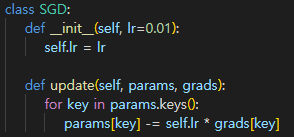 class SGD:
    def __init__(self, lr=0.01):
        self.lr = lr

    def update(self, params, grads):
        for key in params.keys():
            params[key] -= self.lr * grads[key]